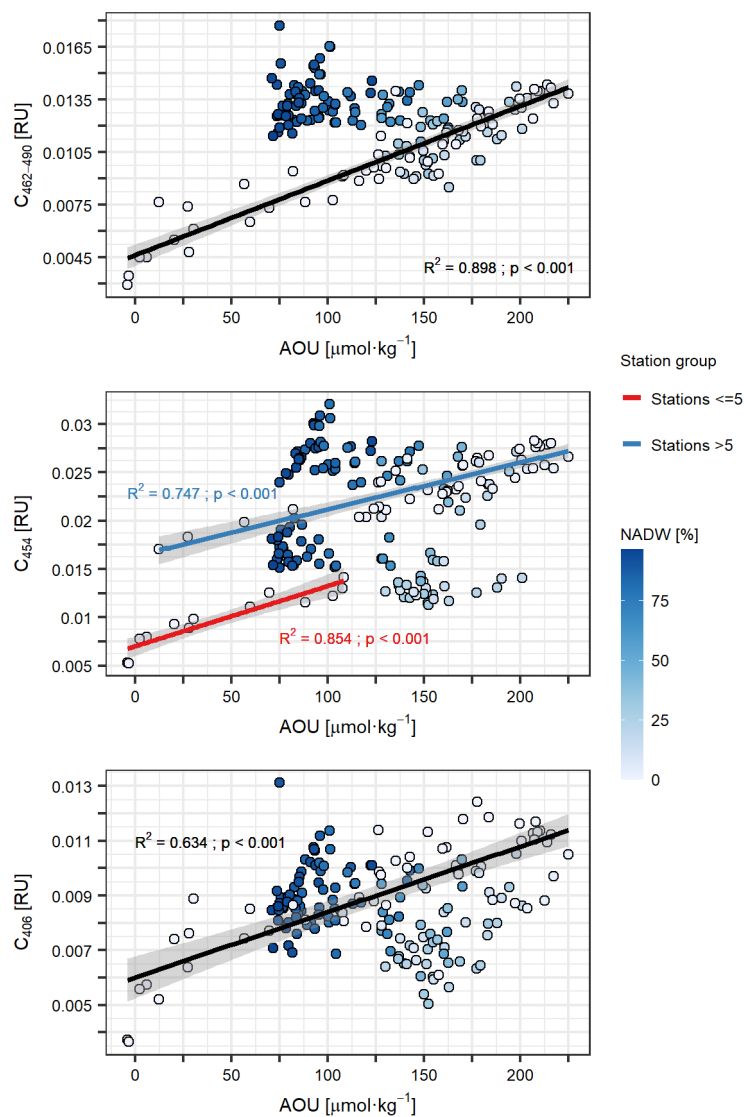 0.0165
0.0135
0.0105
0.0075
0.0045
C462–490 [RU]
R2 = 0.898 ; p < 0.001
0 50 100 150 200
AOU [μmol·kg−1]
Station group
Stations <=5
Stations >5
0.03
0.025
0.02
0.015
0.01
0.005
C454 [RU]
R2 = 0.747 ; p < 0.001
R2 = 0.854 ; p < 0.001
0 50 100 150 200
AOU [μmol·kg−1]
NADW [%]
75
50
25
0
0.013
0.011
0.009
0.007
0.005
C406 [RU]
R2 = 0.634 ; p < 0.001
0 50 100 150 200
AOU [μmol·kg−1]